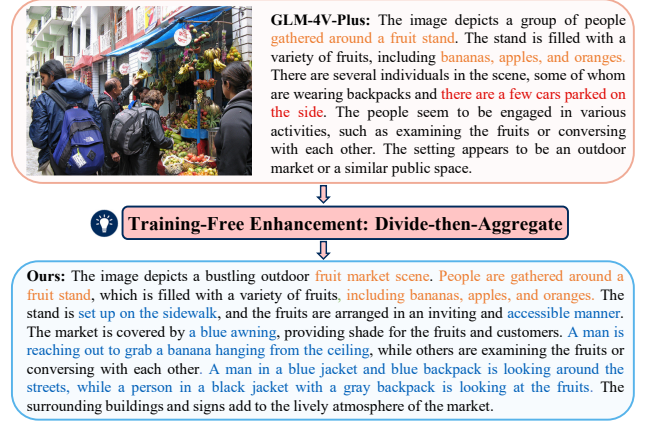 GLM-4V-Plus: The image depicts a group of people
gathered around a fruit stand. The stand is filled with a
variety of fruits, including bananas, apples, and oranges.
There are several individuals in the scene, some of whom
are wearing backpacks and there are a few cars parked on
the side. The people seem to be engaged in various
activities, such as examining the fruits or conversing
with each other. The setting appears to be an outdoor
market or a similar public space.
Training-Free Enhancement: Divide-then-Aggregate
Ours: The image depicts a bustling outdoor fruit market scene. People are gathered around a
fruit stand, which is filled with a variety of fruits, including bananas, apples, and oranges. The
stand is set up on the sidewalk, and the fruits are arranged in an inviting and accessible manner.
The market is covered by a blue awning, providing shade for the fruits and customers. A man is
reaching out to grab a banana hanging from the ceiling, while others are examining the fruits or
conversing with each other. A man in a blue jacket and blue backpack is looking around the
streets, while a person in a black jacket with a gray backpack is looking at the fruits. The
surrounding buildings and signs add to the lively atmosphere of the market.